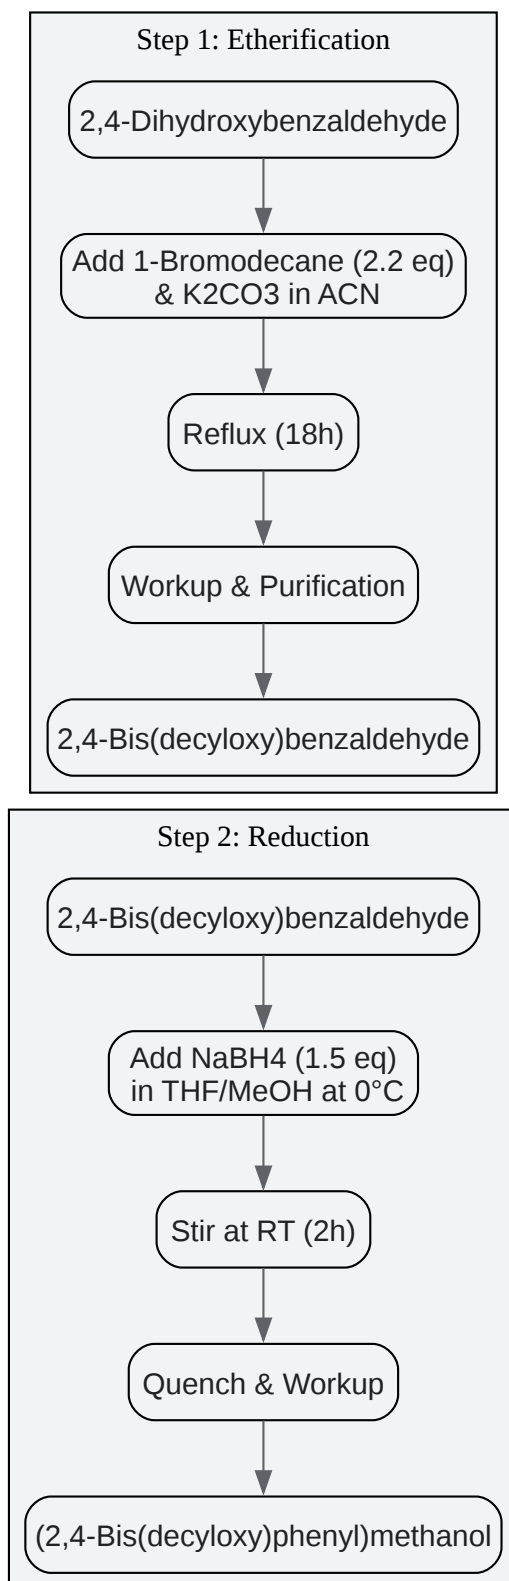 Step 1: Etherification
2,4-Dihydroxybenzaldehyde
Add 1-Bromodecane (2.2 eq)
& K2CO3 in ACN
Reflux (18h)
Workup & Purification
2,4-Bis(decyloxy)benzaldehyde
Step 2: Reduction
2,4-Bis(decyloxy)benzaldehyde
Add NaBH4 (1.5 eq)
in THF/MeOH at 0°C
Stir at RT (2h)
Quench & Workup
(2,4-Bis(decyloxy)phenyl)methanol